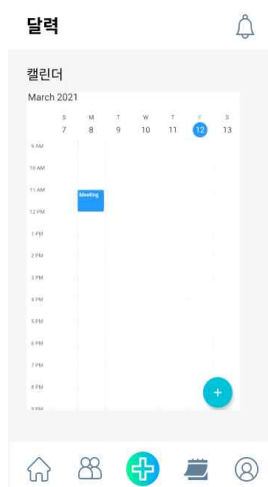 달력
캘린더
March 2021
S M T W T F S
7 8 9 10 11 12 13
9 AM
10 AM
11 AM
Meeting
12 PM
1 PM
2 PM
3 PM
4 PM
5 PM
6 PM
7 PM
8 PM
9 PM